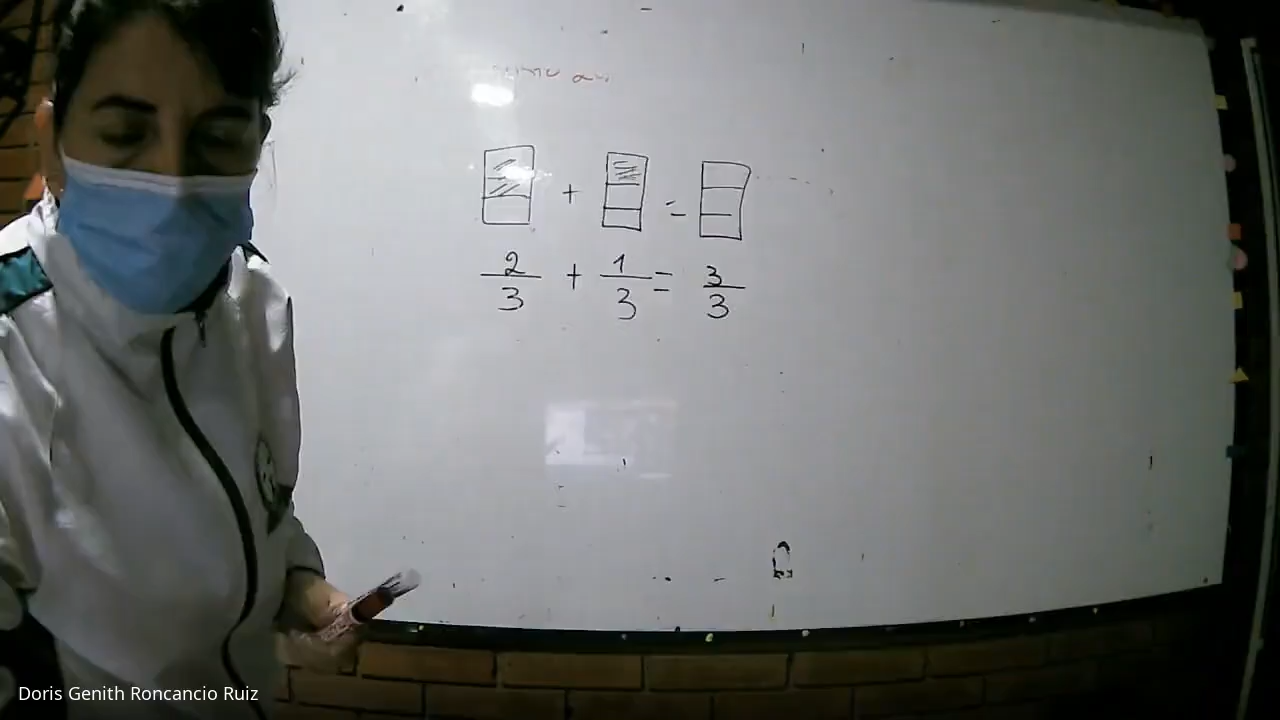 + =
2/3 + 1/3 = 3/3
Doris Genith Roncancio Ruiz